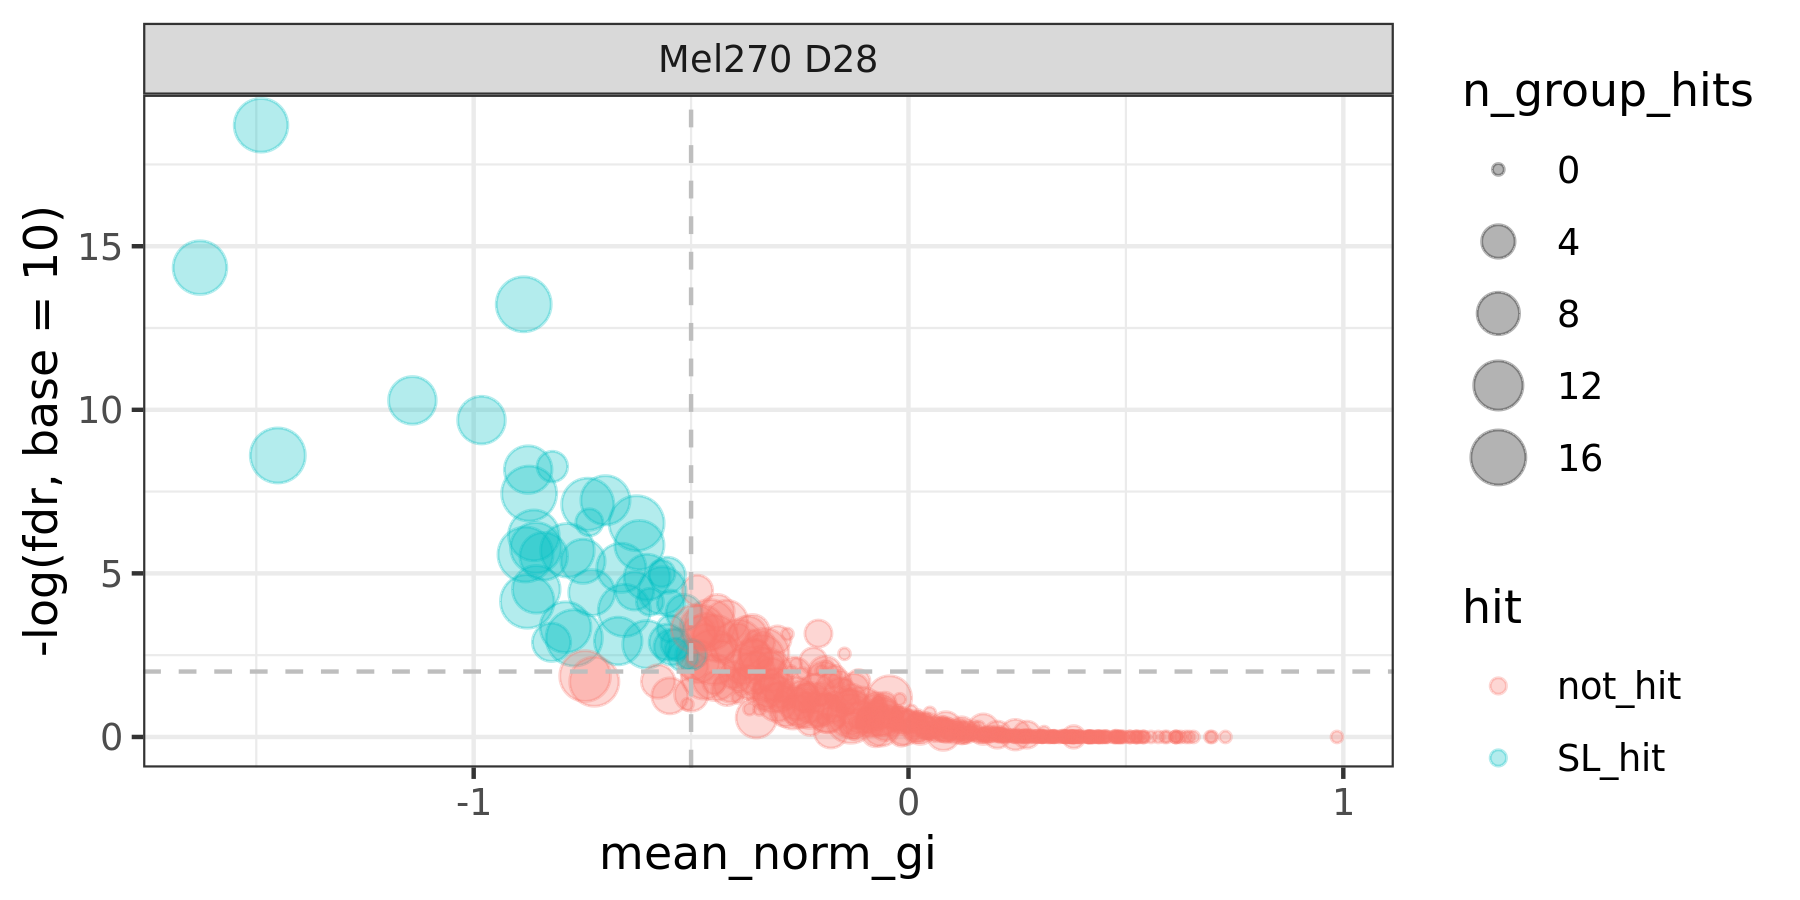 Mel270 D28
-log(fdr, base = 10)
15
10
5
0
-1
0
1
mean_norm_gi
n_group_hits
0
4
8
12
16
hit
not_hit
SL_hit